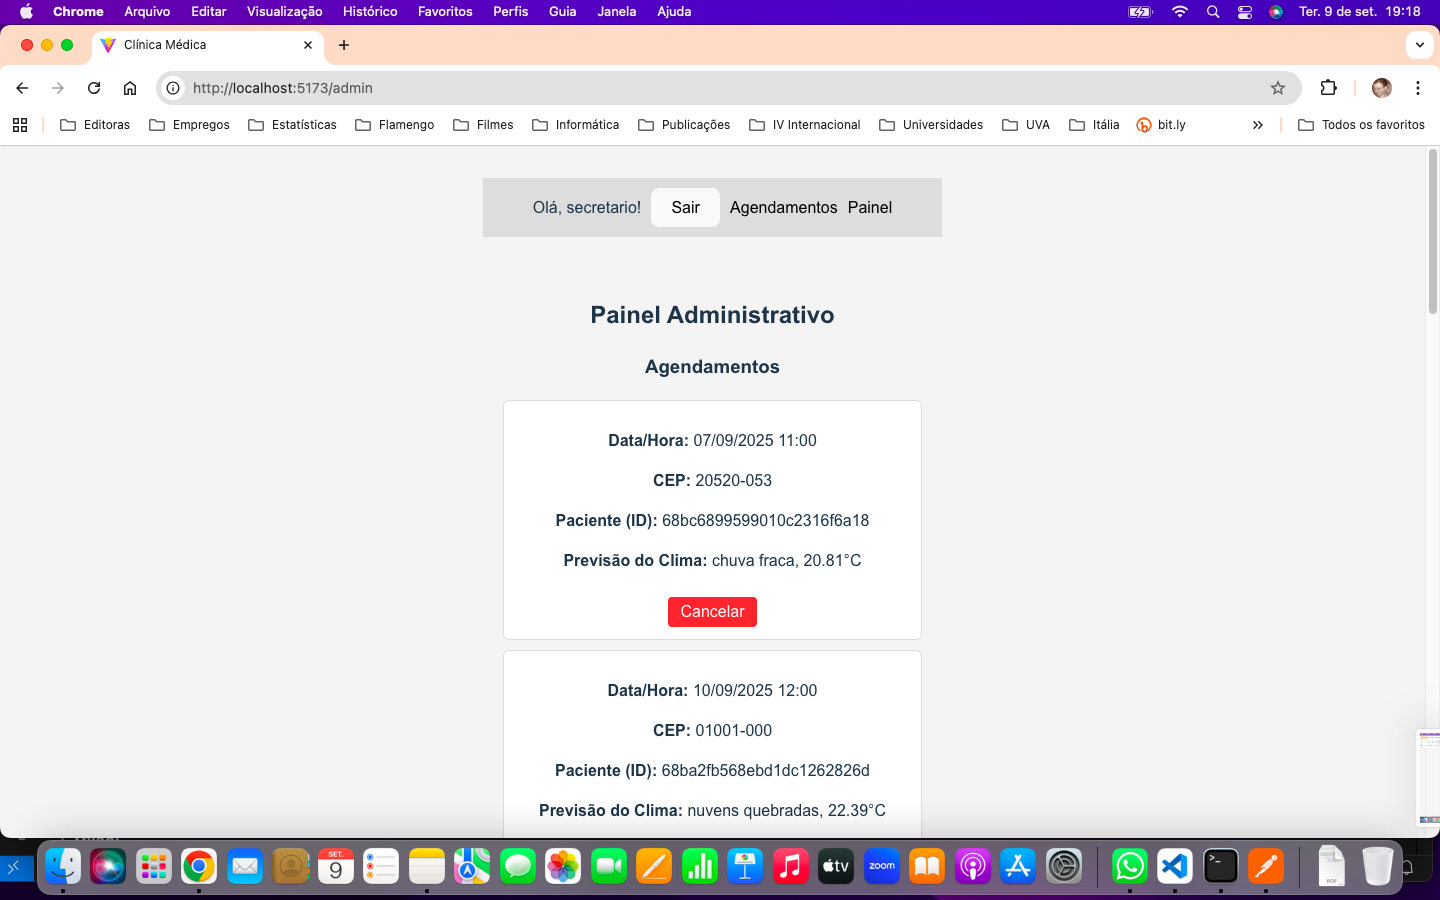 Chrome Arquivo Editar Visualização Histórico Favoritos Perfis Guia Janela Ajuda Ter. 9 de set. 19:18
Clínica Médica
http://localhost:5173/admin
Editoras Empregos Estatísticas Flamengo Filmes Informática Publicações IV Internacional Universidades UVA Itália bit.ly Todos os favoritos
Olá, secretario! Sair Agendamentos Painel
Painel Administrativo
Agendamentos
Data/Hora: 07/09/2025 11:00
CEP: 20520-053
Paciente (ID): 68bc6899599010c2316f6a18
Previsão do Clima: chuva fraca, 20.81°C
Cancelar
Data/Hora: 10/09/2025 12:00
CEP: 01001-000
Paciente (ID): 68ba2fb568ebd1dc1262826d
Previsão do Clima: nuvens quebradas, 22.39°C
SET.
9
tv
zoom
PDF